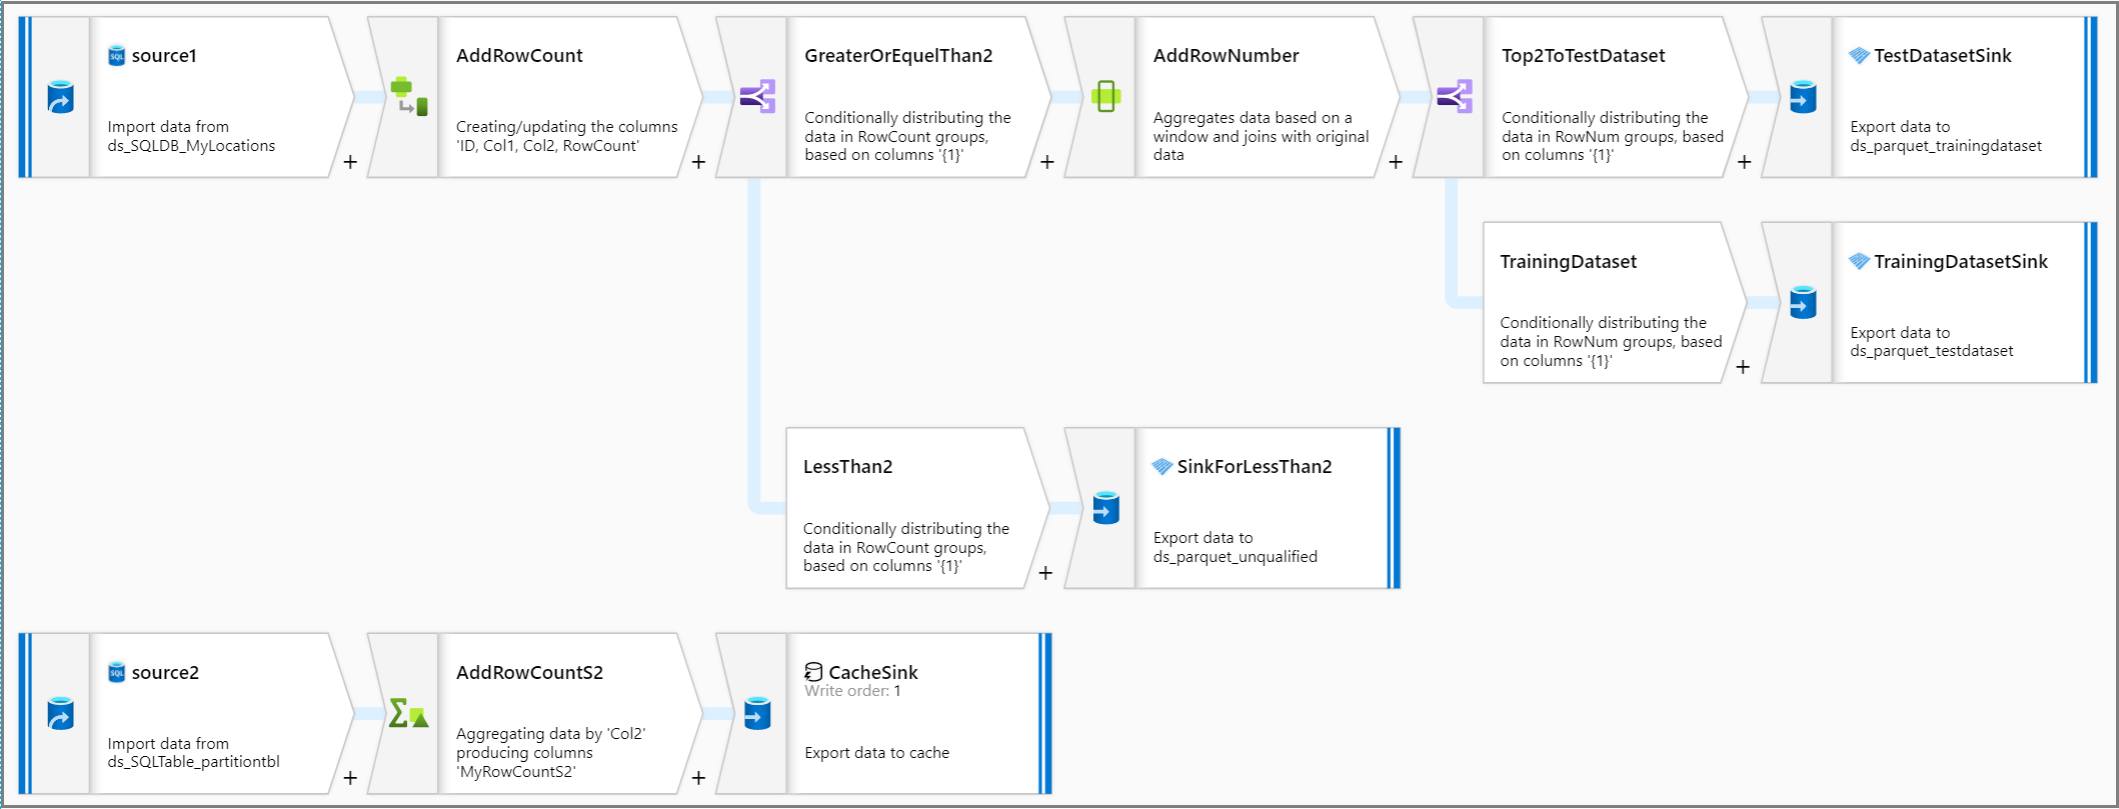 source1
Import data from
ds_SQLDB_MyLocations
+
AddRowCount
Creating/updating the columns
'ID, Col1, Col2, RowCount'
+
GreaterOrEquelThan2
Conditionally distributing the
data in RowCount groups,
based on columns '{1}'
+
AddRowNumber
Aggregates data based on a
window and joins with original
data
+
Top2ToTestDataset
Conditionally distributing the
data in RowNum groups, based
on columns '{1}'
+
TestDatasetSink
Export data to
ds_parquet_trainingdataset
TrainingDataset
Conditionally distributing the
data in RowNum groups, based
on columns '{1}'
+
TrainingDatasetSink
Export data to
ds_parquet_testdataset
LessThan2
Conditionally distributing the
data in RowCount groups,
based on columns '{1}'
+
SinkForLessThan2
Export data to
ds_parquet_unqualified
source2
Import data from
ds_SQLTable_partitiontbl
+
AddRowCountS2
Aggregating data by 'Col2'
producing columns
'MyRowCountS2'
+
CacheSink
Write order: 1
Export data to cache